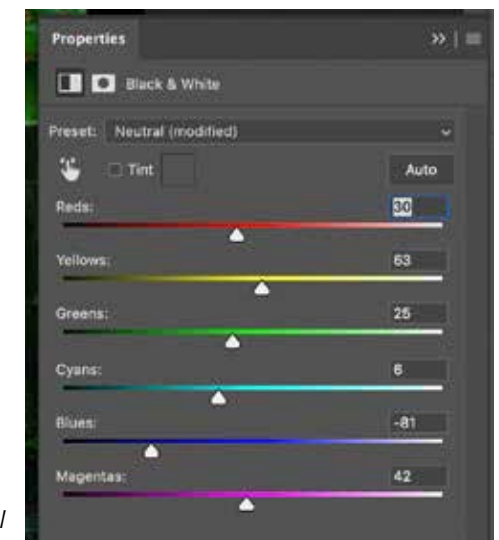 Properties
Black & White
Preset: Neutral (modified)
Tint Auto
Reds: 30
Yellows: 63
Greens: 25
Cyans: 6
Blues: -81
Magentas: 42